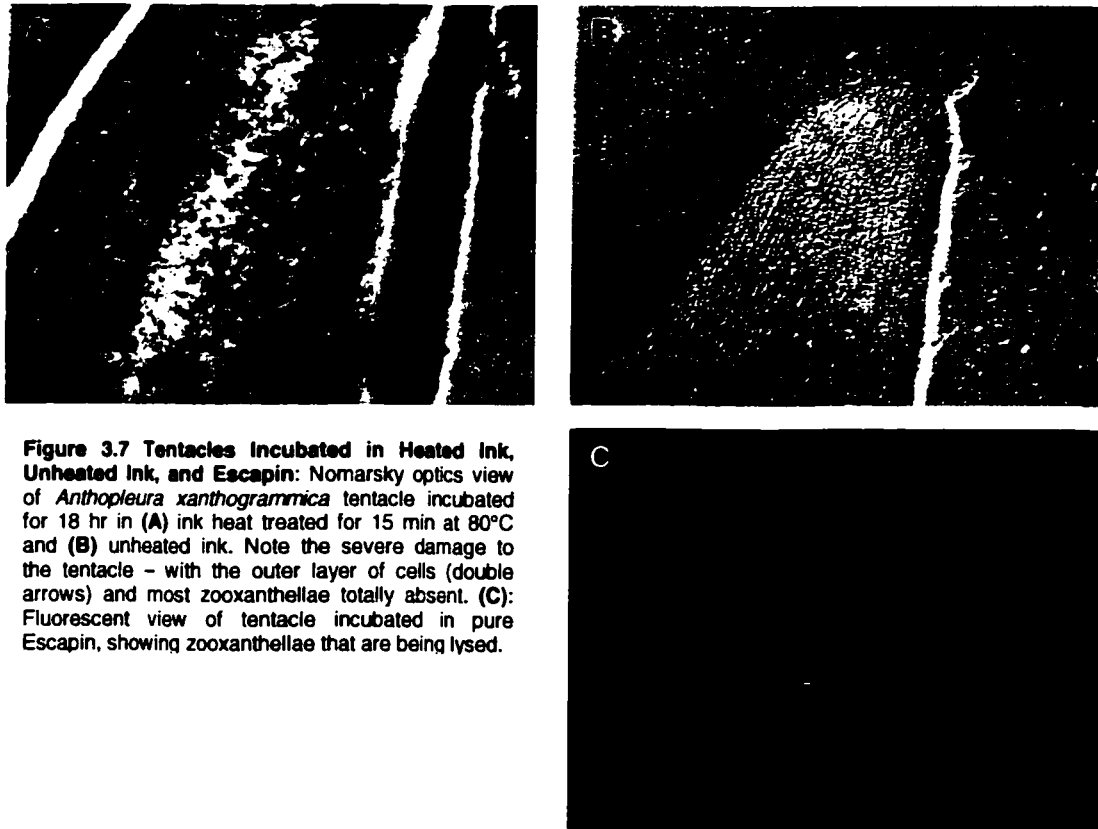 B
Figure 3.7 Tentacles Incubated in Heated Ink,
Unheated Ink, and Escapin: Nomarsky optics view
of Anthopleura xanthogrammica tentacle incubated
for 18 hr in (A) ink heat treated for 15 min at 80°C
and (B) unheated ink. Note the severe damage to
the tentacle – with the outer layer of cells (double
arrows) and most zooxanthellae totally absent. (C):
Fluorescent view of tentacle incubated in pure
Escapin, showing zooxanthellae that are being lysed.
C